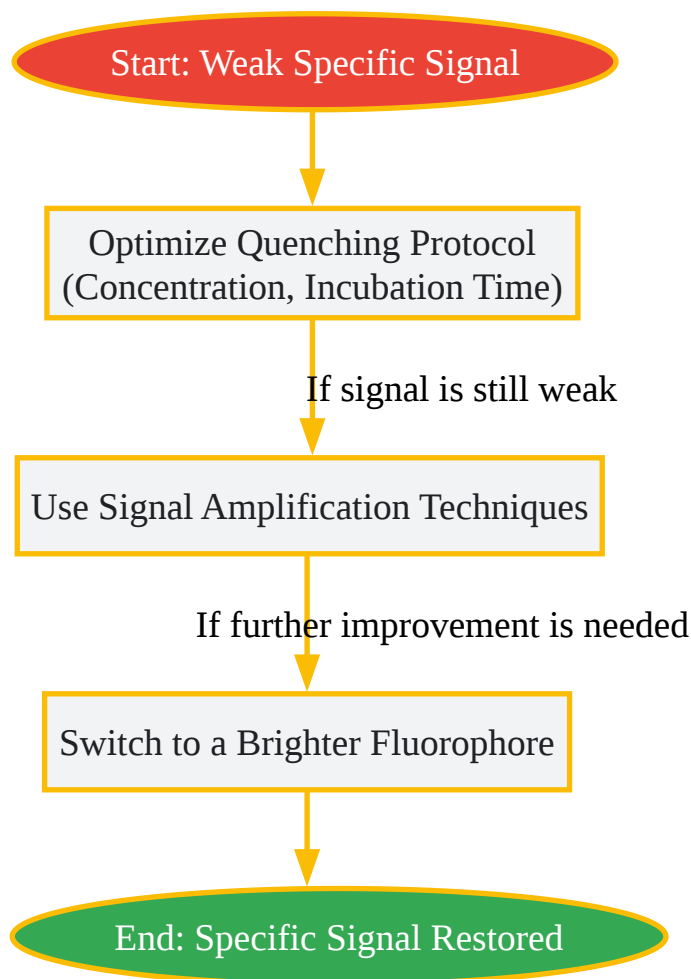 Start: Weak Specific Signal
Optimize Quenching Protocol
(Concentration, Incubation Time)
If signal is still weak
Use Signal Amplification Techniques
If further improvement is needed
Switch to a Brighter Fluorophore
End: Specific Signal Restored